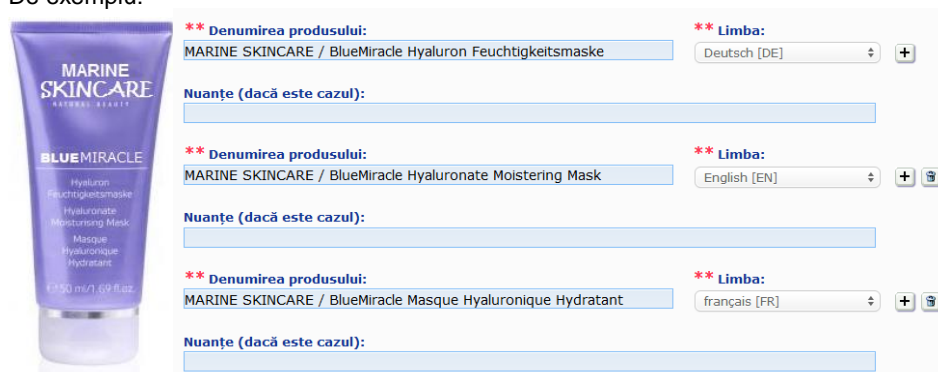 De exemplu:
MARINE
SKINCARE
NATURAL BEAUTY
BLUEMIRACLE
Hyaluron
Feuchtigkeitsmaske
Hyaluronate
Moisturising Mask
Masque
Hyaluronique
Hydratant
50 ml/1.69 fl.oz.
** Denumirea produsului:
** Limba:
MARINE SKINCARE / BlueMiracle Hyaluron Feuchtigkeitsmaske
Deutsch [DE]
Nuanțe (dacă este cazul):
** Denumirea produsului:
** Limba:
MARINE SKINCARE / BlueMiracle Hyaluronate Moistering Mask
English [EN]
Nuanțe (dacă este cazul):
** Denumirea produsului:
** Limba:
MARINE SKINCARE / BlueMiracle Masque Hyaluronique Hydratant
français [FR]
Nuanțe (dacă este cazul):